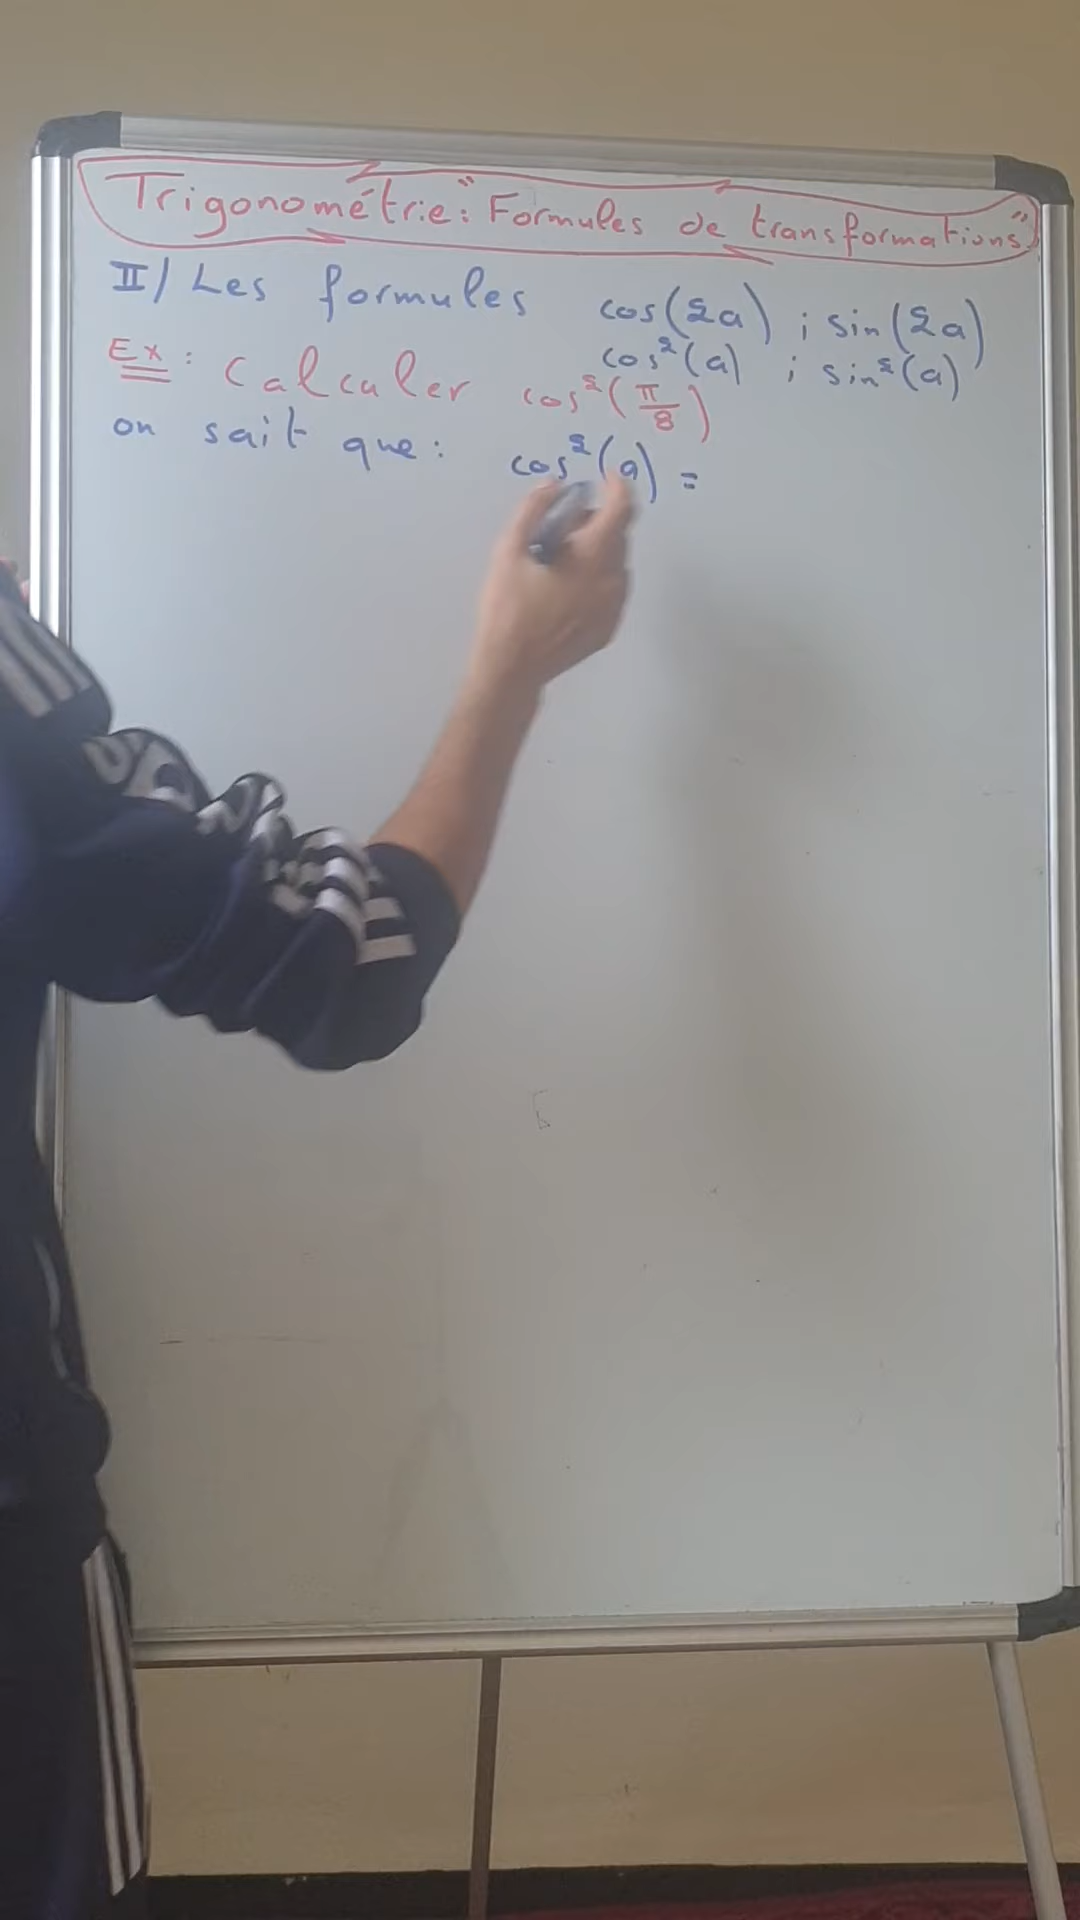 Trigonométrie: "Formules de transformations"
II/ Les formules cos(2a) ; sin(2a)
cos²(a) ; sin²(a)
Ex: Calculer cos²(π/8)
on sait que: cos²(a) =